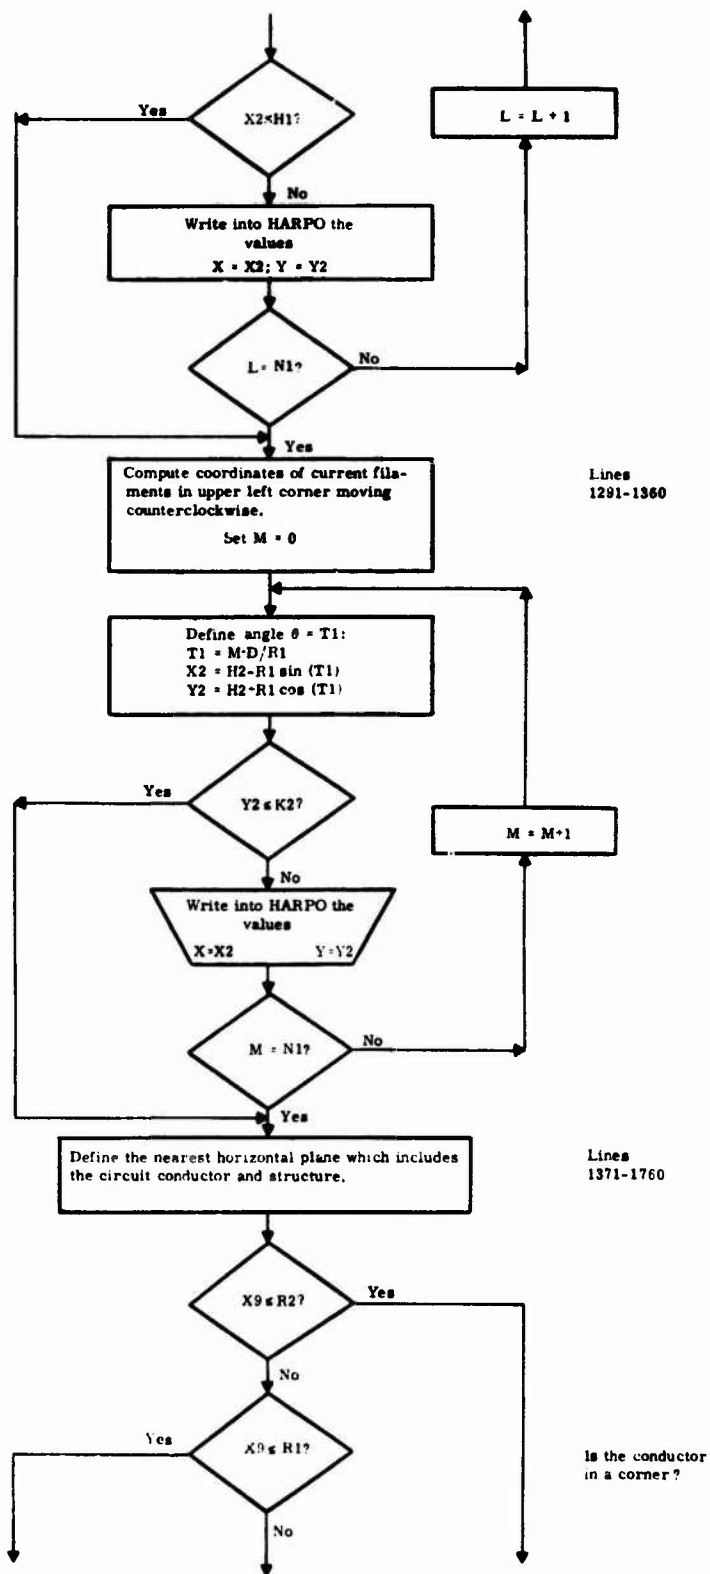 Yes
X2≤H1?
L = L + 1
No
Write into HARPO the
values
X = X2; Y = Y2
L = N1?
No
Yes
Compute coordinates of current fila-
ments in upper left corner moving
counterclockwise.
Set M = 0
Lines
1291-1360
Define angle θ = T1:
T1 = M·D/R1
X2 = H2-R1 sin (T1)
Y2 = H2+R1 cos (T1)
Yes
Y2 ≤ K2?
M = M+1
No
Write into HARPO the
values
X=X2 Y=Y2
M = N1?
No
Yes
Define the nearest horizontal plane which includes
the circuit conductor and structure.
Lines
1371-1760
X9 ≤ R2?
Yes
No
Yes
X9 ≤ R1?
Is the conductor
in a corner?
No